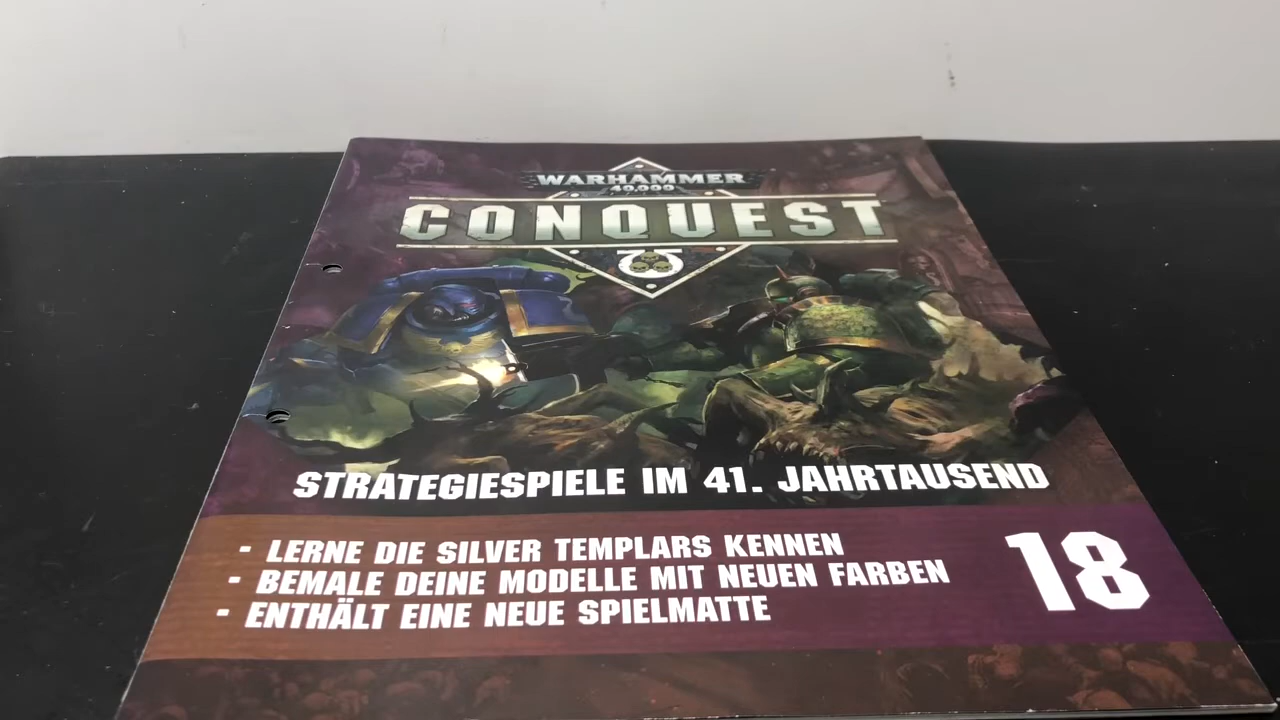 WARHAMMER
40,000
CONQUEST
STRATEGIESPIELE IM 41. JAHRTAUSEND
- LERNE DIE SILVER TEMPLARS KENNEN
- BEMALE DEINE MODELLE MIT NEUEN FARBEN
- ENTHÄLT EINE NEUE SPIELMATTE
18